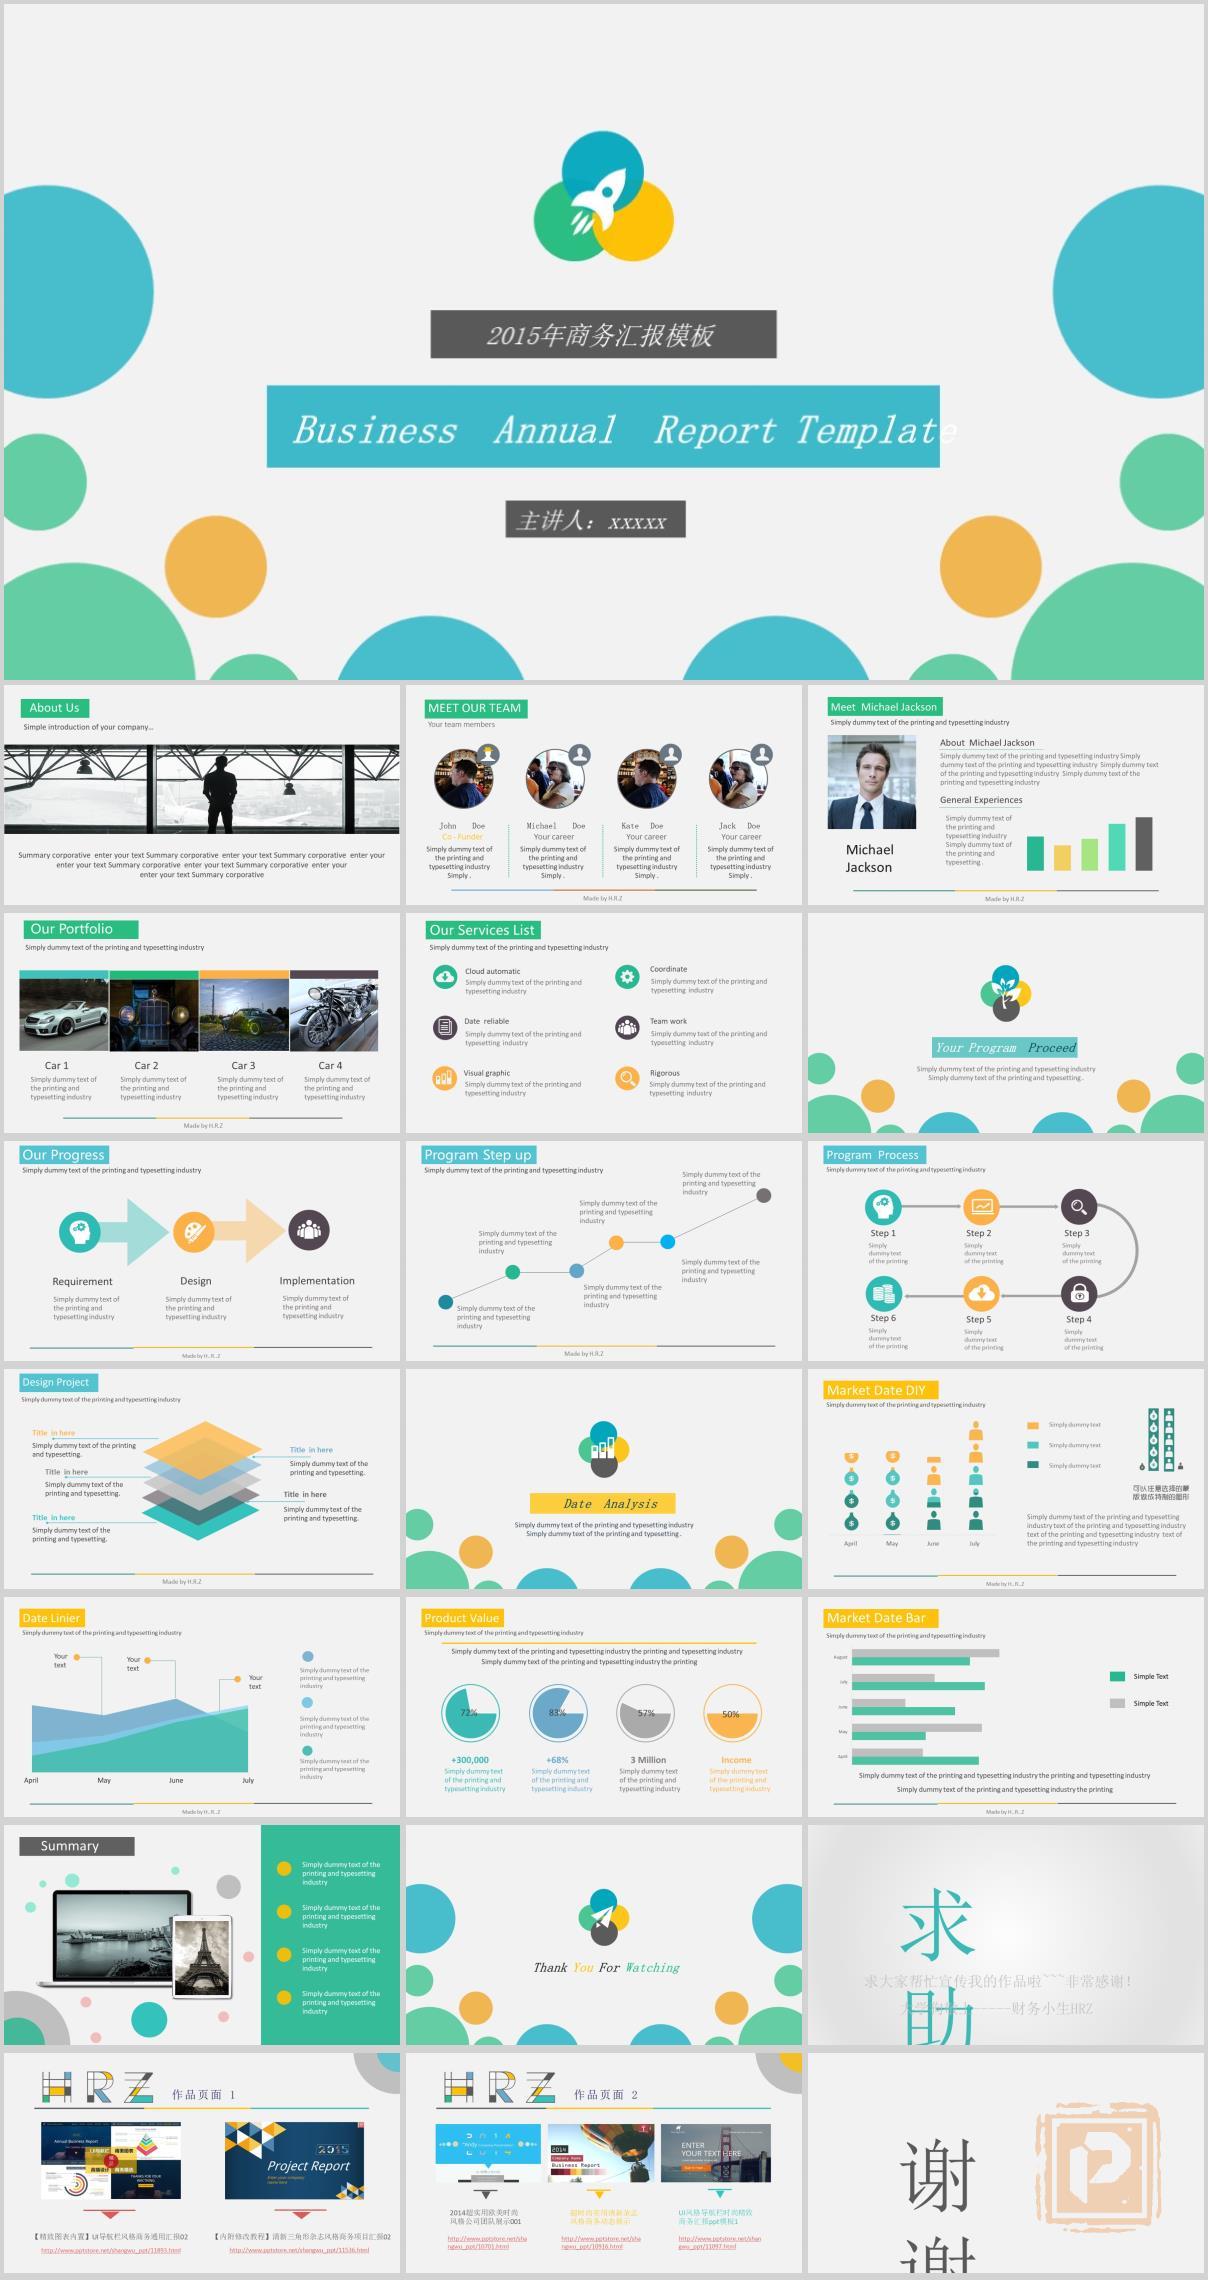 2015年商务汇报模板
Business Annual Report Template
主讲人：xxxxx
About Us
Simple introduction of your company...
Summary corporative enter your text Summary corporative enter your text Summary corporative enter your text Summary corporative enter your
enter your text Summary corporative enter your text Summary corporative enter your
enter your text Summary corporative
MEET OUR TEAM
Your team members
John Doe
Co - Funder
Simply dummy text of
the printing and
typesetting industry
Simply .
Michael Doe
Your career
Simply dummy text of
the printing and
typesetting industry
Simply .
Kate Doe
Your career
Simply dummy text of
the printing and
typesetting industry
Simply .
Jack Doe
Your career
Simply dummy text of
the printing and
typesetting industry
Simply .
Made by H.R.Z
Meet Michael Jackson
Simply dummy text of the printing and typesetting industry
About Michael Jackson
Simply dummy text of the printing and typesetting industry Simply
dummy text of the printing and typesetting industry Simply dummy text
of the printing and typesetting industry Simply dummy text of the
printing and typesetting industry
General Experiences
Simply dummy text of
the printing and
typesetting industry
Simply dummy text of
the printing and
typesetting .
Michael
Jackson
Made by H.R.Z
Our Portfolio
Simply dummy text of the printing and typesetting industry
Car 1
Simply dummy text of
the printing and
typesetting industry
Car 2
Simply dummy text of
the printing and
typesetting industry
Car 3
Simply dummy text of
the printing and
typesetting industry
Car 4
Simply dummy text of
the printing and
typesetting industry
Made by H.R.Z
Our Services List
Simply dummy text of the printing and typesetting industry
Cloud automatic
Simply dummy text of the printing and
typesetting industry
Coordinate
Simply dummy text of the printing and
typesetting industry
Date reliable
Simply dummy text of the printing and
typesetting industry
Team work
Simply dummy text of the printing and
typesetting industry
Visual graphic
Simply dummy text of the printing and
typesetting industry
Rigorous
Simply dummy text of the printing and
typesetting industry
Your Program Proceed
Simply dummy text of the printing and typesetting industry
Simply dummy text of the printing and typesetting .
Our Progress
Simply dummy text of the printing and typesetting industry
Requirement
Simply dummy text of
the printing and
typesetting industry
Design
Simply dummy text of
the printing and
typesetting industry
Implementation
Simply dummy text of
the printing and
typesetting industry
Made by H..R..Z
Program Step up
Simply dummy text of the printing and typesetting industry
Simply dummy text of the
printing and typesetting
industry
Simply dummy text of the
printing and typesetting
industry
Simply dummy text of the
printing and typesetting
industry
Simply dummy text of the
printing and typesetting
industry
Simply dummy text of the
printing and typesetting
industry
Simply dummy text of the
printing and typesetting
industry
Made by H.R.Z
Program Process
Simply dummy text of the printing and typesetting industry
Step 1
Simply
dummy text
of the printing
Step 2
Simply
dummy text
of the printing
Step 3
Simply
dummy text
of the printing
Step 6
Simply
dummy text
of the printing
Step 5
Simply
dummy text
of the printing
Step 4
Simply
dummy text
of the printing
Design Project
Simply dummy text of the printing and typesetting industry
Title in here
Simply dummy text of the printing
and typesetting.
Title in here
Simply dummy text of the
printing and typesetting.
Title in here
Simply dummy text of the
printing and typesetting.
Title in here
Simply dummy text of the
printing and typesetting.
Title in here
Simply dummy text of the
printing and typesetting.
Made by H.R.Z
Date Analysis
Simply dummy text of the printing and typesetting industry
Simply dummy text of the printing and typesetting .
Market Date DIY
Simply dummy text of the printing and typesetting industry
April
May
June
July
Simply dummy text
Simply dummy text
Simply dummy text
可以任意选择的蒙
版做成特制的图形
Simply dummy text of the printing and typesetting
industry text of the printing and typesetting industry
text of the printing and typesetting industry text of
the printing and typesetting industry
Made by H..R..Z
Date Linier
Simply dummy text of the printing and typesetting industry
Your
text
Your
text
Your
text
April
May
June
July
Simply dummy text of the
printing and typesetting
industry
Simply dummy text of the
printing and typesetting
industry
Simply dummy text of the
printing and typesetting
industry
Made by H..R..Z
Product Value
Simply dummy text of the printing and typesetting industry
Simply dummy text of the printing and typesetting industry the printing and typesetting industry
Simply dummy text of the printing and typesetting industry the printing
72%
83%
57%
50%
+300,000
Simply dummy text
of the printing and
typesetting industry
+68%
Simply dummy text
of the printing and
typesetting industry
3 Million
Simply dummy text
of the printing and
typesetting industry
Income
Simply dummy text
of the printing and
typesetting industry
Market Date Bar
Simply dummy text of the printing and typesetting industry
August
July
June
May
April
Simple Text
Simple Text
Simply dummy text of the printing and typesetting industry the printing and typesetting industry
Simply dummy text of the printing and typesetting industry the printing
Made by H..R..Z
Summary
Simply dummy text of the
printing and typesetting
industry
Simply dummy text of the
printing and typesetting
industry
Simply dummy text of the
printing and typesetting
industry
Simply dummy text of the
printing and typesetting
industry
Thank You For Watching
求
助
求大家帮忙宣传我的作品啦~~~非常感谢!
------财务小生HRZ
HRZ 作品页面 1
Annual Business Report
2015
Project Report
【精致图表内置】UI导航栏风格商务通用汇报02
http://www.pptstore.net/shangwu_ppt/11893.html
【内附修改教程】清新三角形杂志风格商务项目汇报02
http://www.pptstore.net/shangwu_ppt/11536.html
HRZ 作品页面 2
2014
Business Report
ENTER
YOUR TEXT HERE
2014超实用欧美时尚
风格公司团队展示001
http://www.pptstore.net/sha
ngwu_ppt/10701.html
超时尚实用清新杂志
风格商务动态展示
http://www.pptstore.net/sha
ngwu_ppt/10916.html
UI风格导航栏时尚精致
商务汇报ppt模板1
http://www.pptstore.net/shan
gwu_ppt/11097.html
谢
谢